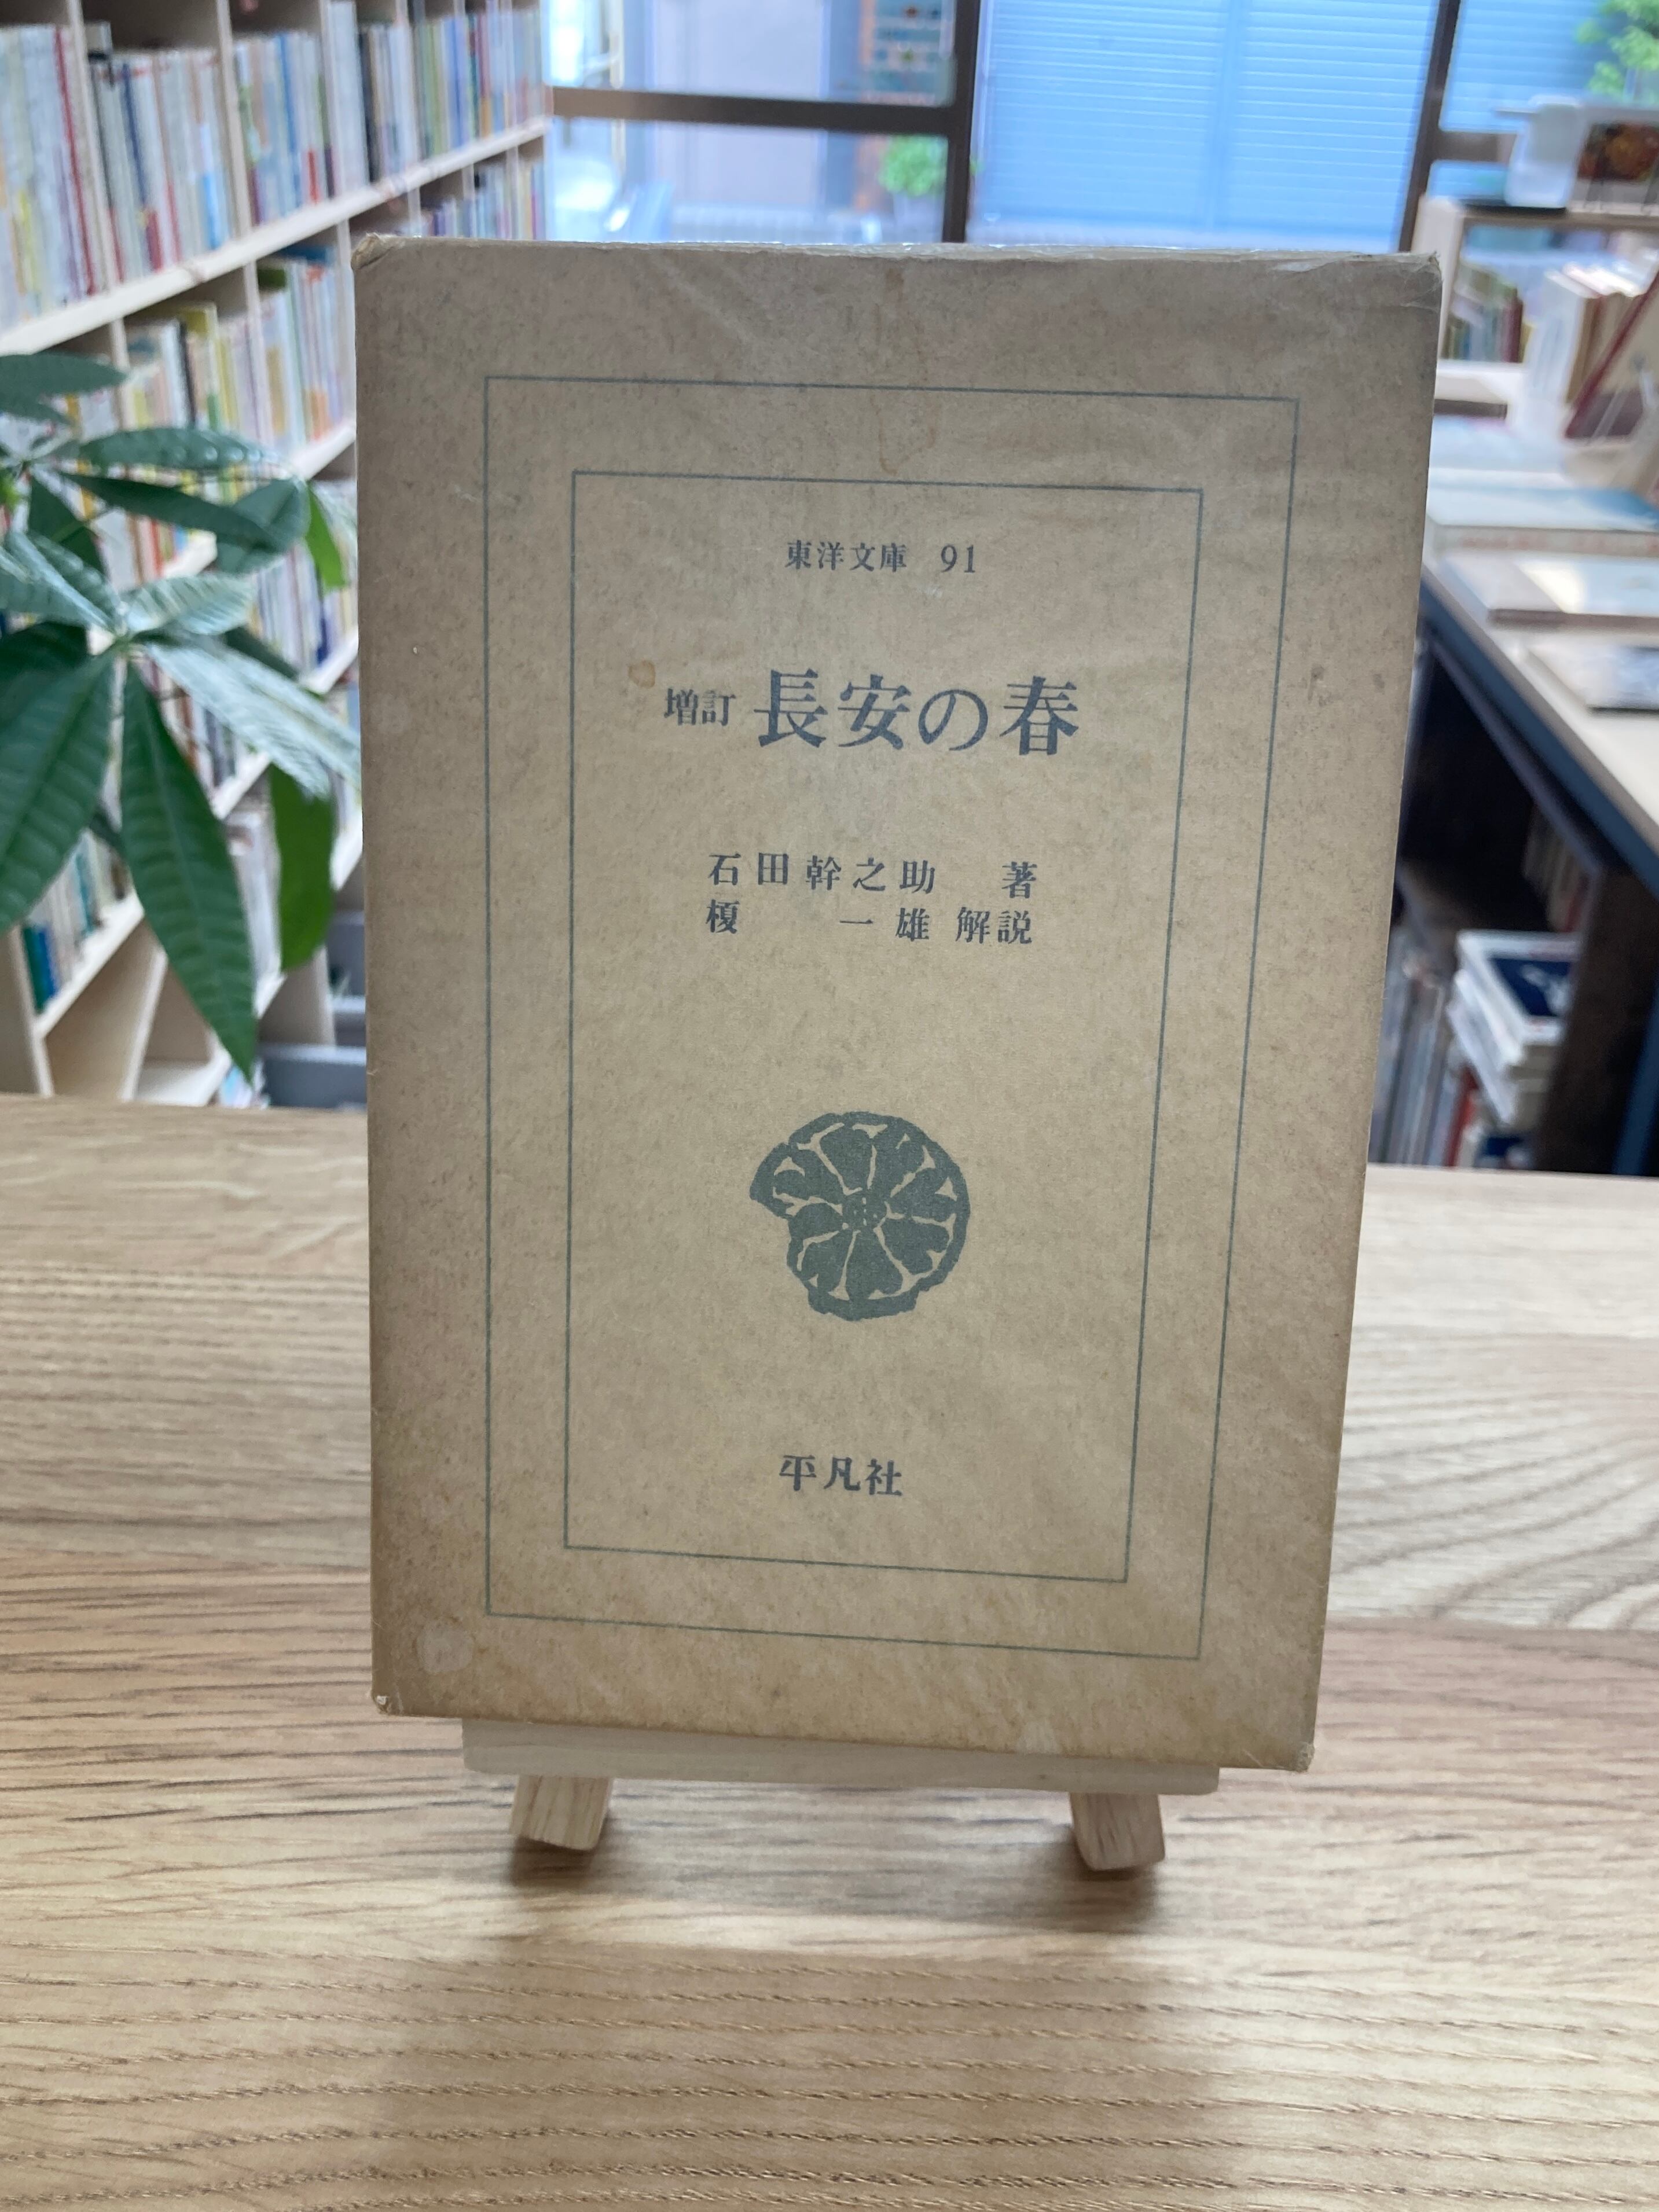 東洋文庫 91
増訂 長安の春
石田幹之助 著
榎 一雄 解説
平凡社